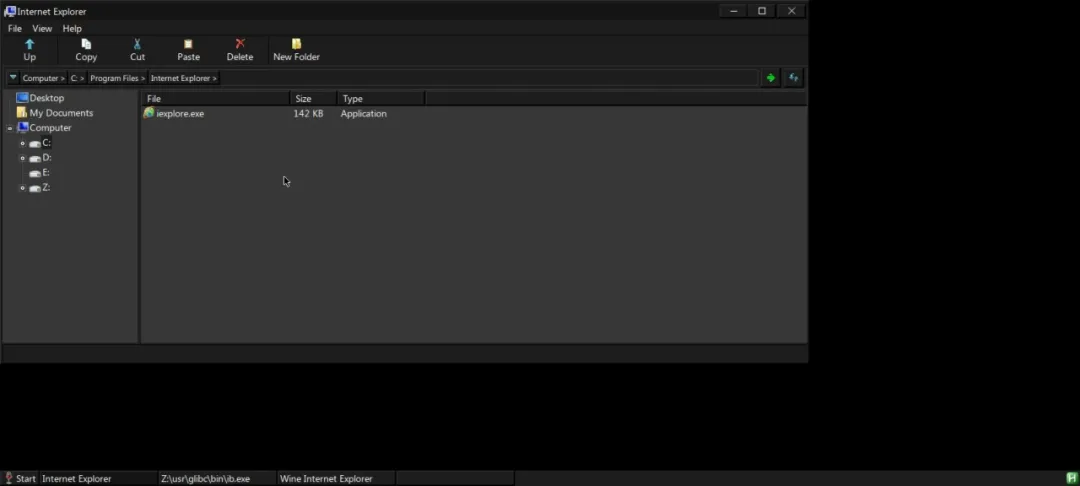 Internet Explorer
File View Help
Up Copy Cut Paste Delete New Folder
Computer > C: > Program Files > Internet Explorer >
Desktop
My Documents
Computer
C:
D:
E:
Z:
File Size Type
iexplore.exe 142 KB Application
Start Internet Explorer Z:\usr\glibc\bin\ib.exe Wine Internet Explorer